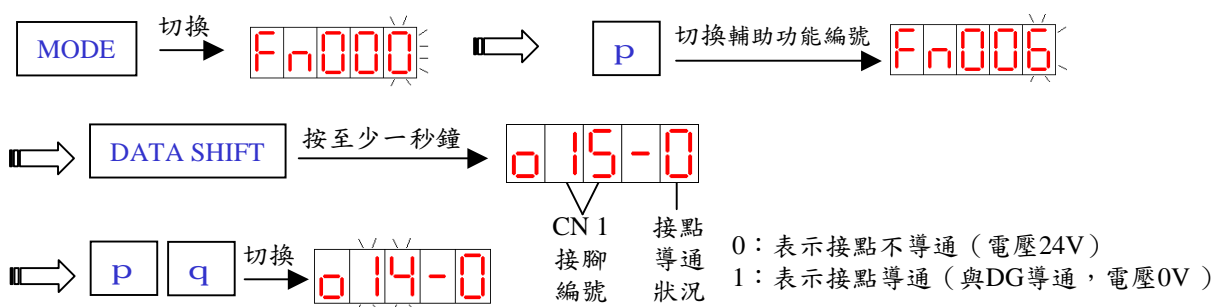 MODE 切換 Fn000 p 切換輔助功能編號 Fn006
DATA SHIFT 按至少一秒鐘 o15-0
CN 1 接腳編號
接點導通狀況
0：表示接點不導通（電壓24V）
1：表示接點導通（與DG導通，電壓0V ）
p q 切換 o14-0